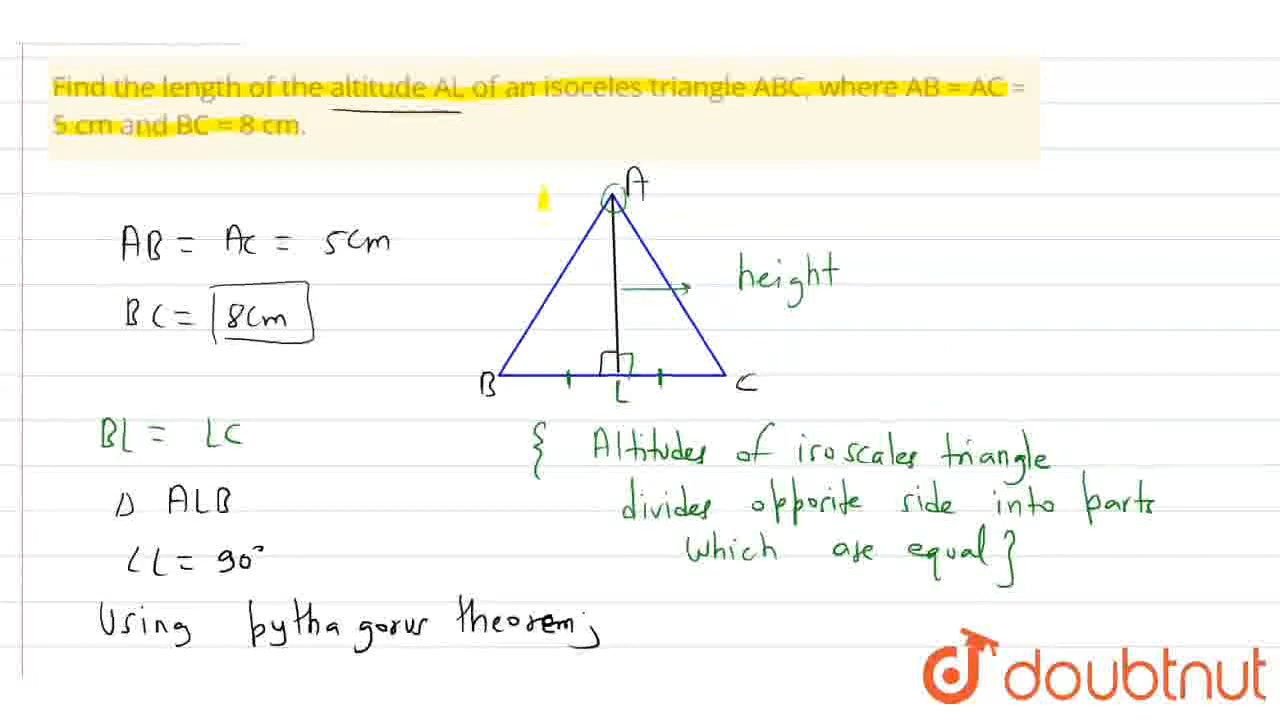 Find the length of the altitude AL of an isoceles triangle ABC, where AB = AC =
5 cm and BC = 8 cm.
A
AB = AC = 5cm
height
BC = 8cm
B
L
C
BL = LC
{ Altitudes of isoscales triangle
Δ ALB
divides opposite side into parts
which are equal}
∠L = 90°
Using pythagorus theorem;
doubtnut